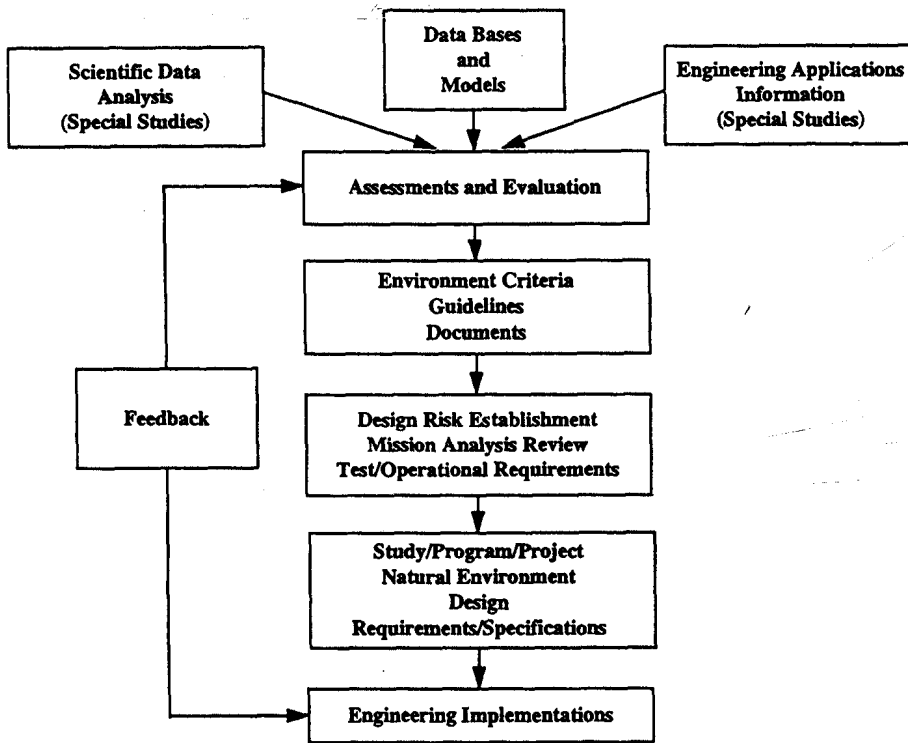 Data Bases
and
Models
Scientific Data
Analysis
(Special Studies)
Engineering Applications
Information
(Special Studies)
Assessments and Evaluation
Environment Criteria
Guidelines
Documents
Feedback
Design Risk Establishment
Mission Analysis Review
Test/Operational Requirements
Study/Program/Project
Natural Environment
Design
Requirements/Specifications
Engineering Implementations